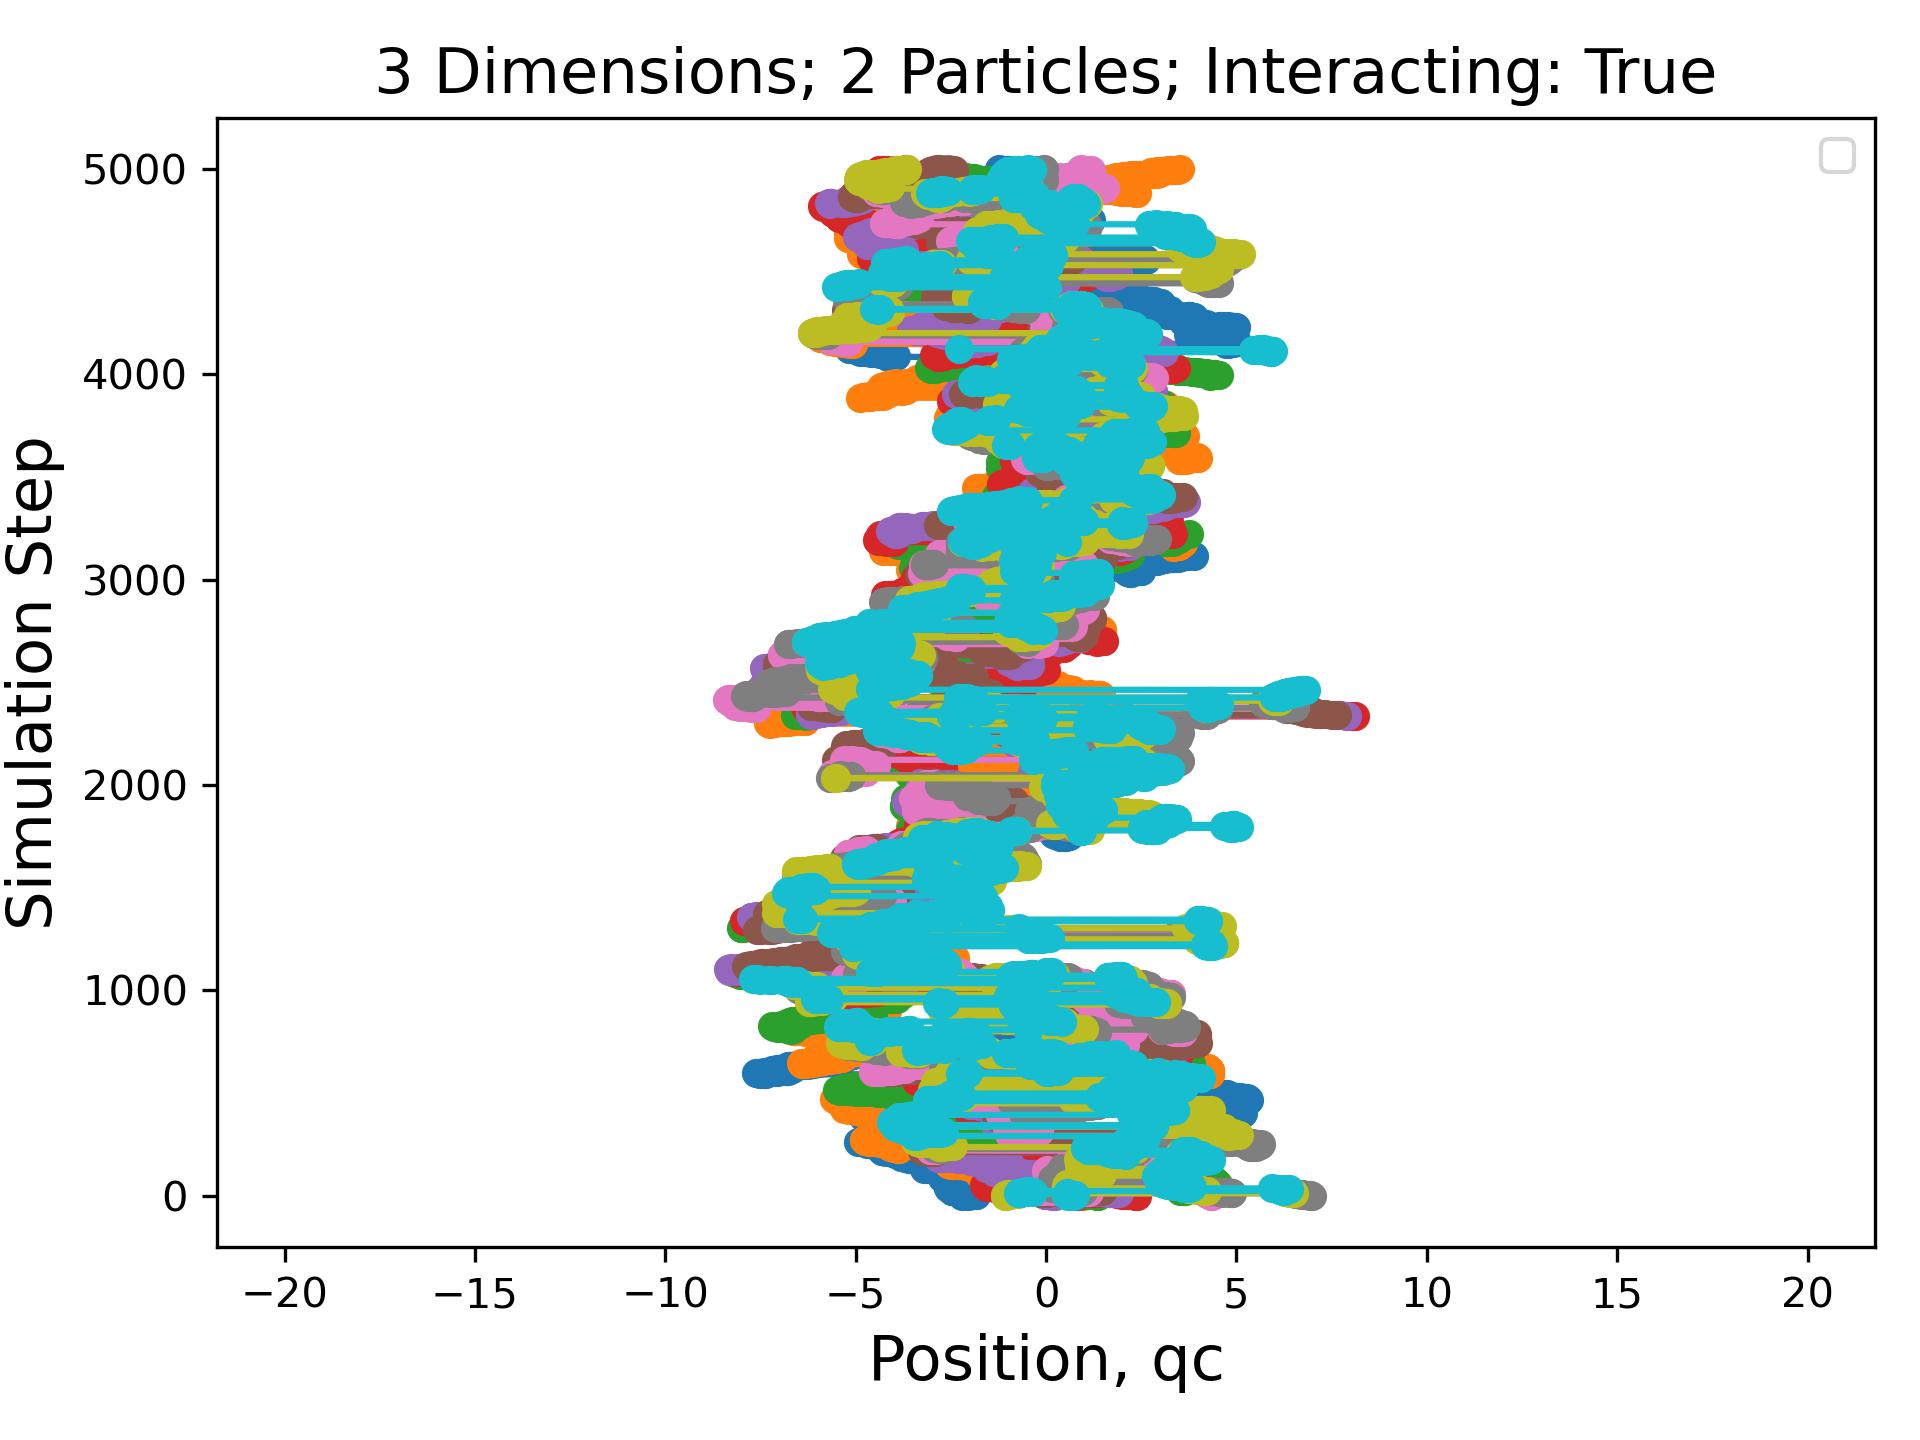 3 Dimensions; 2 Particles; Interacting: True
5000
4000
3000
2000
1000
0
Simulation Step
−20 −15 −10 −5 0 5 10 15 20
Position, qc